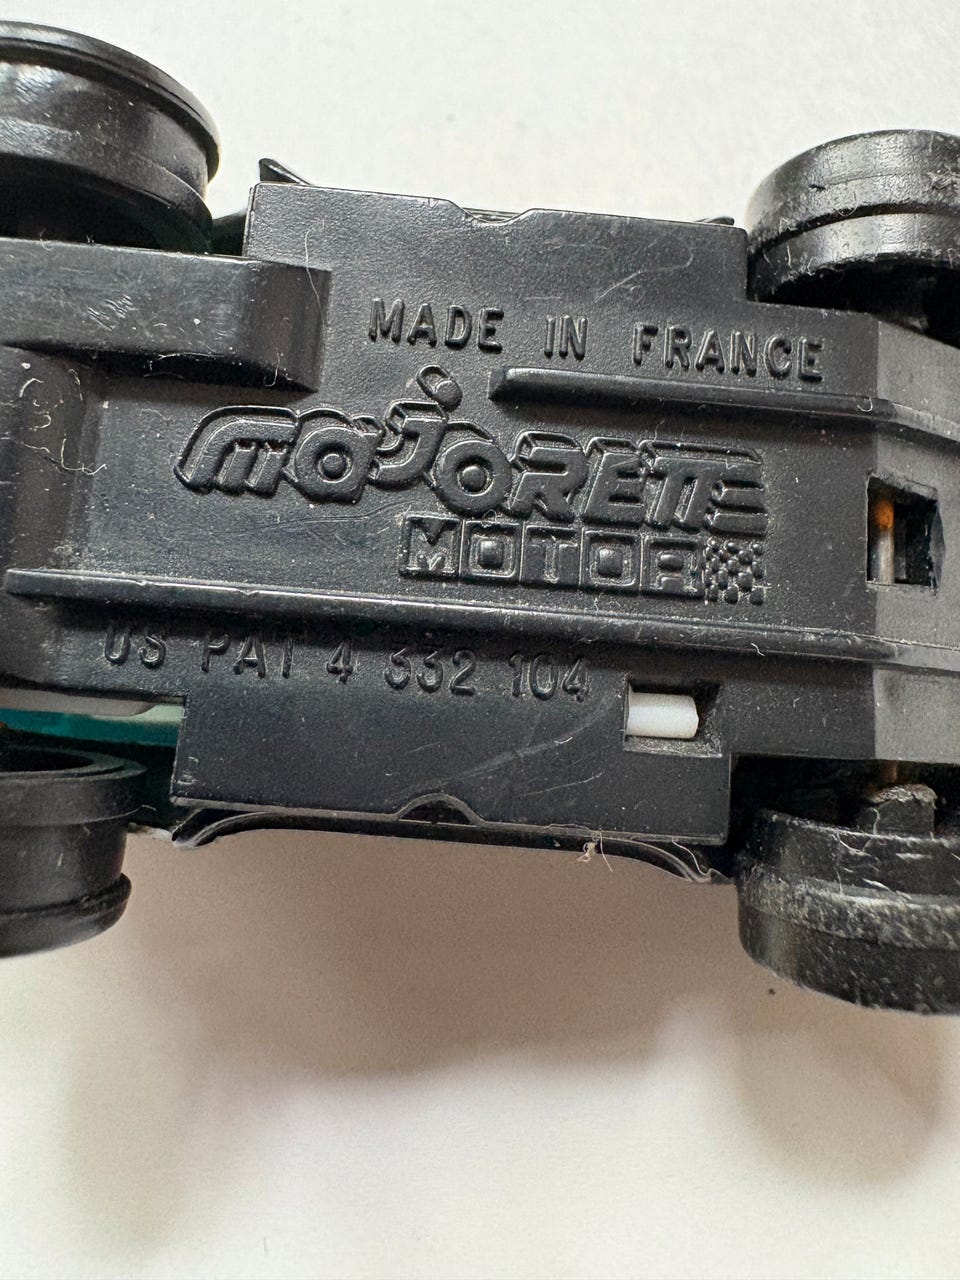 MADE IN FRANCE
majORETTE
MOTOR
US PAT 4 332 104